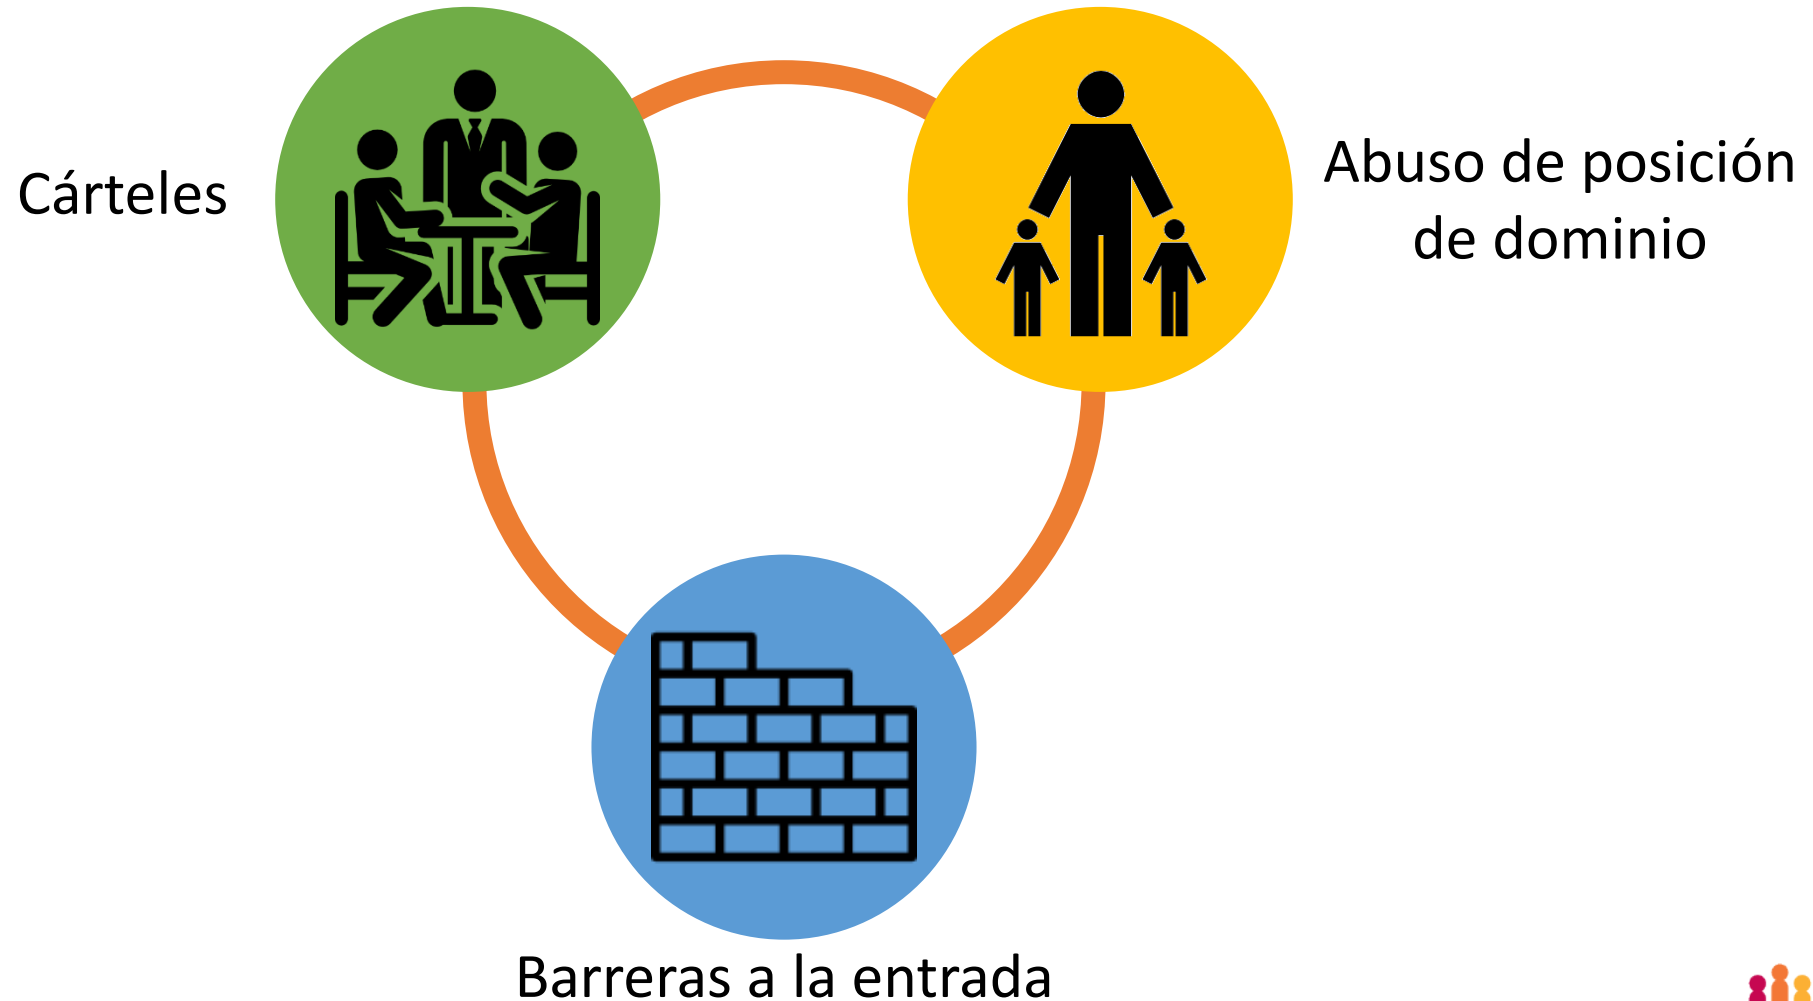 Cárteles
Abuso de posición
de dominio
Barreras a la entrada